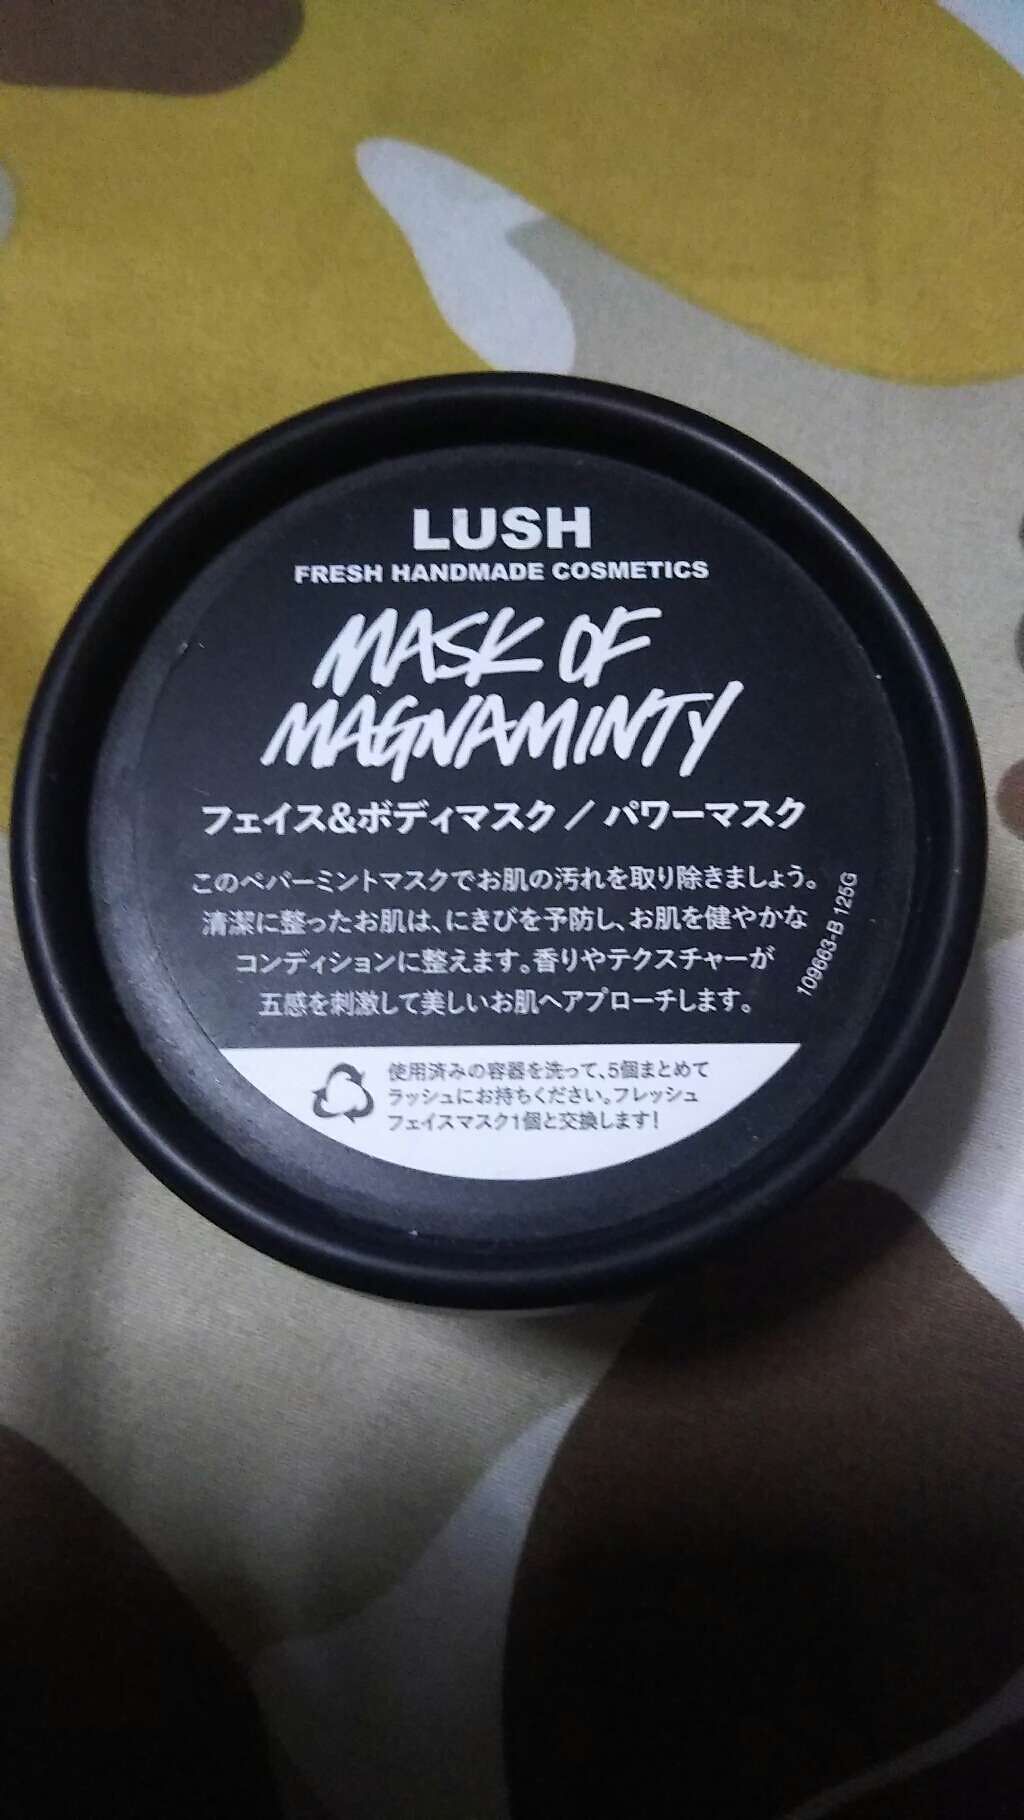 LUSH
FRESH HANDMADE COSMETICS
MASK OF
MAGNAMINTY
フェイス&ボディマスク／パワーマスク
このペパーミントマスクでお肌の汚れを取り除きましょう。
清潔に整ったお肌は、にきびを予防し、お肌を健やかな
コンディションに整えます。香りやテクスチャーが
五感を刺激して美しいお肌へアプローチします。
109663-B 125G
使用済みの容器を洗って、5個まとめて
ラッシュにお持ちください。フレッシュ
フェイスマスク1個と交換します!